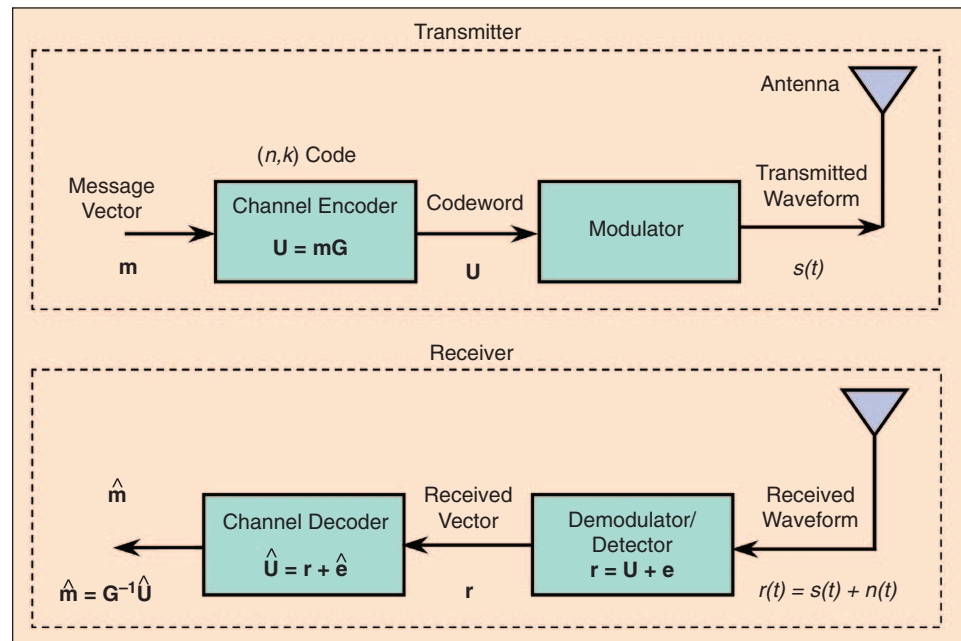 Transmitter
Antenna
(n,k) Code
Message
Vector
m
Channel Encoder
U = mG
Codeword
U
Modulator
Transmitted
Waveform
s(t)
Receiver
m̂
m̂ = G⁻¹Û
Channel Decoder
Û = r + ê
Received
Vector
r
Demodulator/
Detector
r = U + e
Received
Waveform
r(t) = s(t) + n(t)